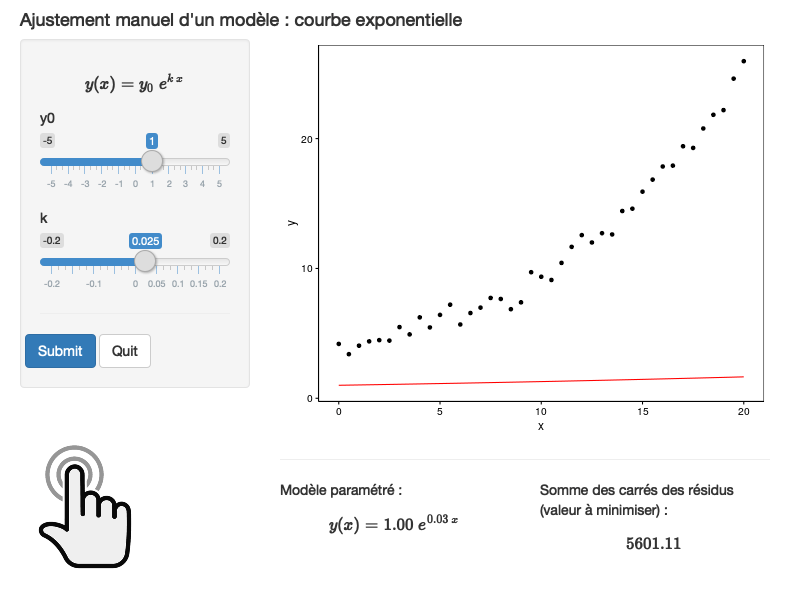 Ajustement manuel d'un modèle : courbe exponentielle
y(x) = y₀ e^{k x}
y0
-5 1 5
-5 -4 -3 -2 -1 0 1 2 3 4 5
k
-0.2 0.025 0.2
-0.2 -0.1 0 0.05 0.1 0.15 0.2
Submit Quit
y
20
10
0
0 5 10 15 20
x
Modèle paramétré :
y(x) = 1.00 e^{0.03 x}
Somme des carrés des résidus
(valeur à minimiser) :
5601.11